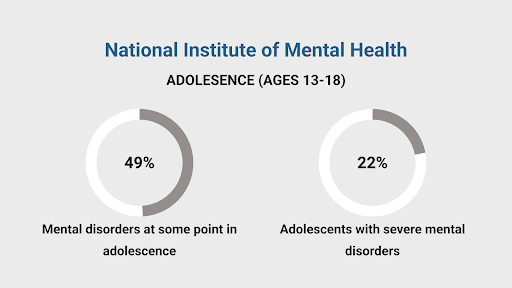 National Institute of Mental Health
ADOLESENCE (AGES 13-18)
49%
22%
Mental disorders at some point in
adolescence
Adolescents with severe mental
disorders